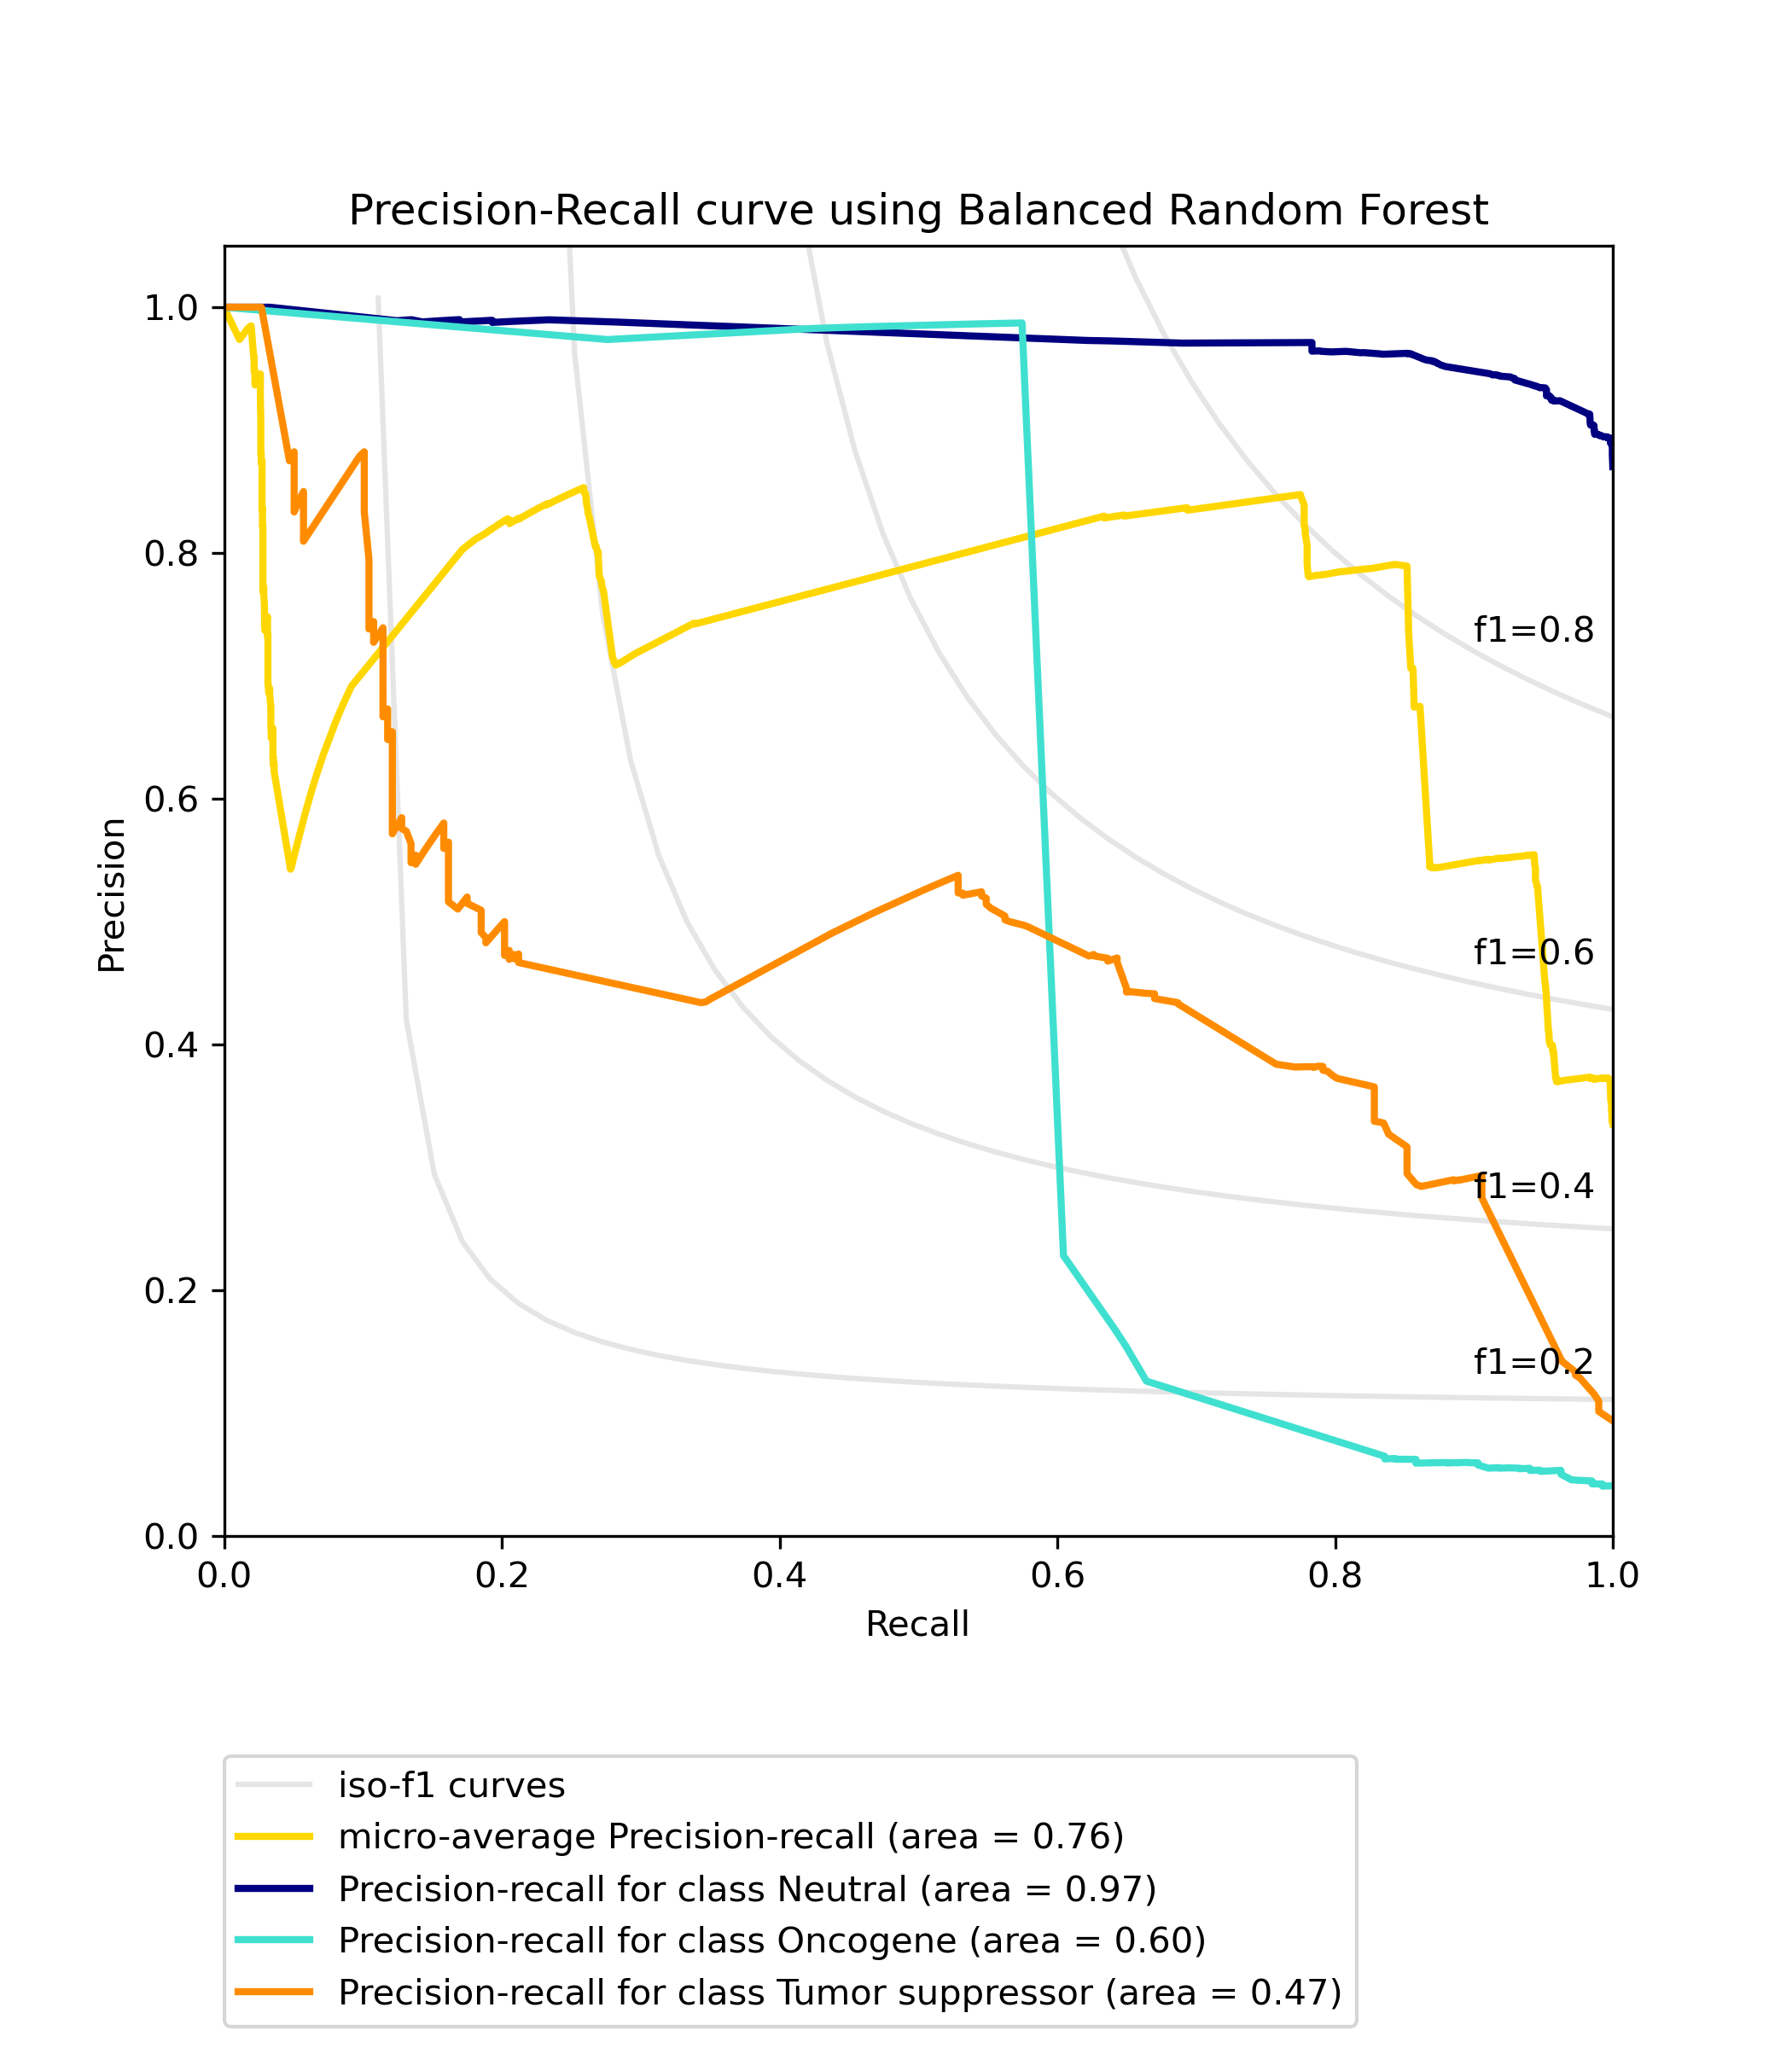 Precision-Recall curve using Balanced Random Forest
1.0
0.8
0.6
0.4
0.2
0.0
Precision
f1=0.8
f1=0.6
f1=0.4
f1=0.2
0.0 0.2 0.4 0.6 0.8 1.0
Recall
iso-f1 curves
micro-average Precision-recall (area = 0.76)
Precision-recall for class Neutral (area = 0.97)
Precision-recall for class Oncogene (area = 0.60)
Precision-recall for class Tumor suppressor (area = 0.47)